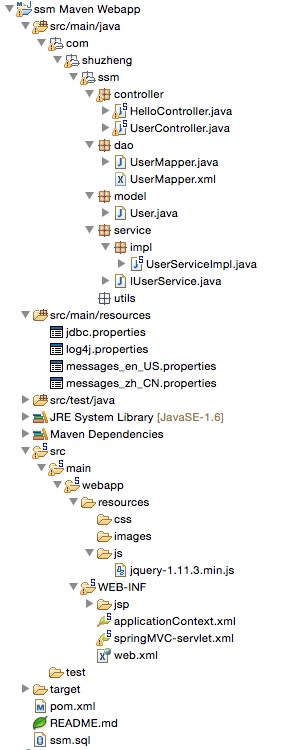 ssm Maven Webapp
src/main/java
com
shuzheng
ssm
controller
HelloController.java
UserController.java
dao
UserMapper.java
UserMapper.xml
model
User.java
service
impl
UserServiceImpl.java
IUserService.java
utils
src/main/resources
jdbc.properties
log4j.properties
messages_en_US.properties
messages_zh_CN.properties
src/test/java
JRE System Library [JavaSE-1.6]
Maven Dependencies
src
main
webapp
resources
css
images
js
jquery-1.11.3.min.js
WEB-INF
jsp
applicationContext.xml
springMVC-servlet.xml
web.xml
test
target
pom.xml
README.md
ssm.sql